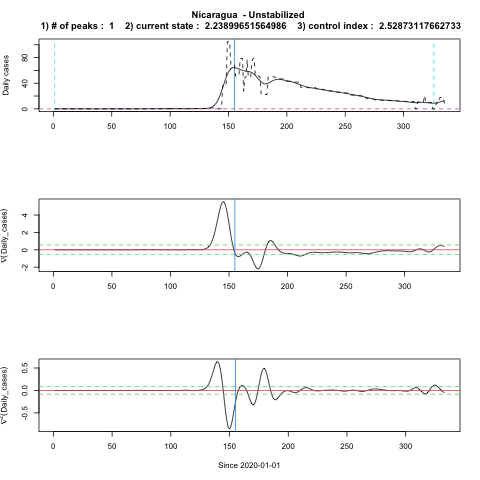 Nicaragua  - Unstabilized
1) # of peaks :  1    2) current state :  2.23899651564986    3) control index :  2.52873117662733
Daily cases
80
40
0
0 50 100 150 200 250 300
∇(Daily_cases)
4
2
0
-2
0 50 100 150 200 250 300
∇²(Daily_cases)
0.5
0.0
-0.5
0 50 100 150 200 250 300
Since 2020-01-01